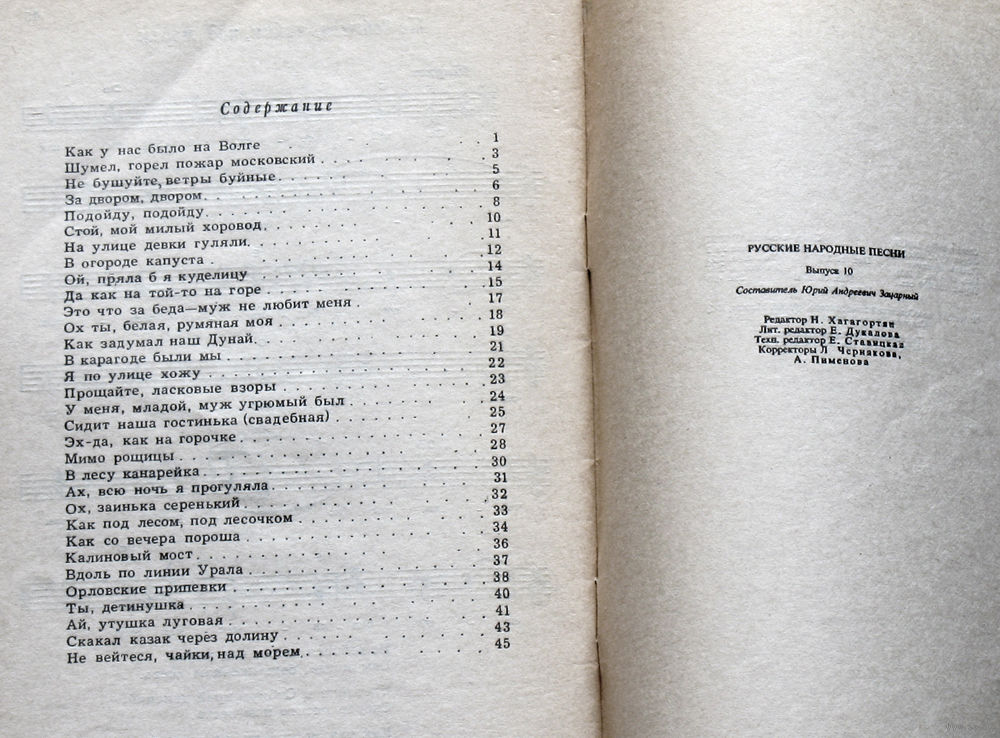 Содержание
Как у нас было на Волге 1
Шумел, горел пожар московский 3
Не бушуйте, ветры буйные 5
За двором, двором 6
Подойду, подойду 8
Стой, мой милый хоровод 10
На улице девки гуляли 11
В огороде капуста 12
Ой, пряла б я куделицу 14
Да как на той-то на горе 15
Это что за беда—муж не любит меня 17
Ох ты, белая, румяная моя 18
Как задумал наш Дунай 19
В карагоде были мы 21
Я по улице хожу 22
Прощайте, ласковые взоры 23
У меня, младой, муж угрюмый был 24
Сидит наша гостинька (свадебная) 25
Эх-да, как на горочке 27
Мимо рощицы 28
В лесу канарейка 30
Ах, всю ночь я прогуляла 31
Ох, заинька серенький 32
Как под лесом, под лесочком 33
Как со вечера пороша 34
Калиновый мост 36
Вдоль по линии Урала 37
Орловские припевки 38
Ты, детинушка 40
Ай, утушка луговая 41
Скакал казак через долину 43
Не вейтеся, чайки, над морем 45
РУССКИЕ НАРОДНЫЕ ПЕСНИ
Выпуск 10
Составитель Юрий Андреевич Зацарный
Редактор Н. Хагагортян
Лит. редактор Е. Дукалова
Техн. редактор Е. Ставицкая
Корректоры Л. Чернякова,
А. Пименова